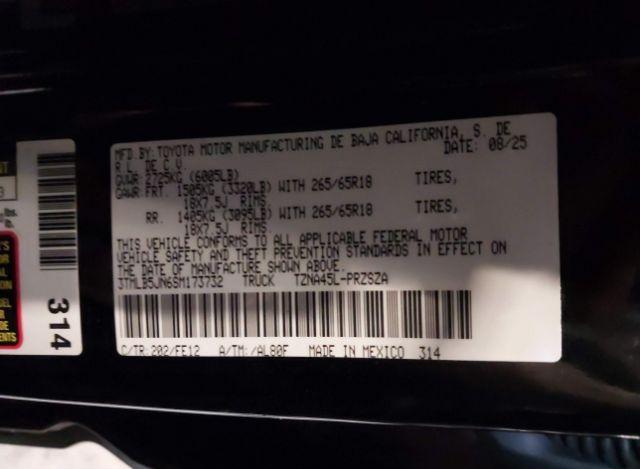 MFD.BY:TOYOTA MOTOR MANUFACTURING DE BAJA CALIFORNIA, S. DE
R.L. DE C.V. DATE: 08/25
GVWR: 2725KG (6005LB)
GAWR: FRT. 1505KG (3320LB) WITH 265/65R18 TIRES,
18X7.5J RIMS
RR. 1405KG (3095LB) WITH 265/65R18 TIRES,
18X7.5J RIMS
THIS VEHICLE CONFORMS TO ALL APPLICABLE FEDERAL MOTOR
VEHICLE SAFETY AND THEFT PREVENTION STANDARDS IN EFFECT ON
THE DATE OF MANUFACTURE SHOWN ABOVE.
3TMLB5JN6SM173732 TRUCK TZNA45L-PRZSZA
C/TR:202/FE12 A/TM:/AL80F MADE IN MEXICO 314
314